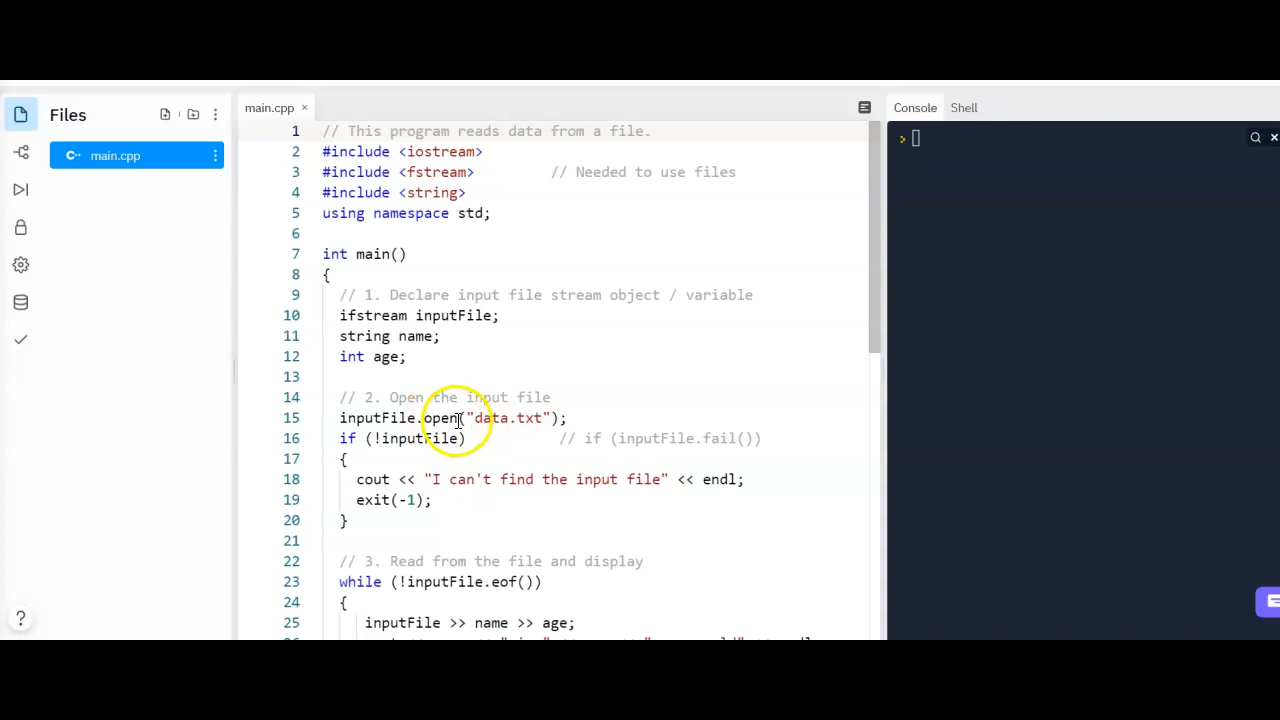 Files
main.cpp
main.cpp ×
1 // This program reads data from a file.
2 #include <iostream>
3 #include <fstream> // Needed to use files
4 #include <string>
5 using namespace std;
6
7 int main()
8 {
9 // 1. Declare input file stream object / variable
10 ifstream inputFile;
11 string name;
12 int age;
13
14 // 2. Open the input file
15 inputFile.open("data.txt");
16 if (!inputFile) // if (inputFile.fail())
17 {
18 cout << "I can't find the input file" << endl;
19 exit(-1);
20 }
21
22 // 3. Read from the file and display
23 while (!inputFile.eof())
24 {
25 inputFile >> name >> age;
Console Shell
>